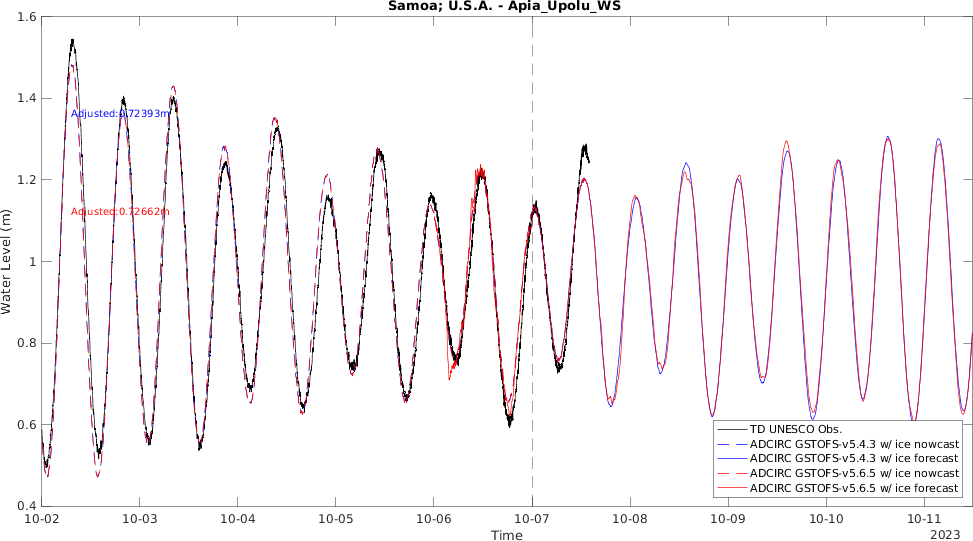 Samoa; U.S.A. - Apia_Upolu_WS
1.6
1.4
1.2
1
0.8
0.6
0.4
Water Level (m)
Adjusted:0.72393m
Adjusted:0.72662m
TD UNESCO Obs.
ADCIRC GSTOFS-v5.4.3 w/ ice nowcast
ADCIRC GSTOFS-v5.4.3 w/ ice forecast
ADCIRC GSTOFS-v5.6.5 w/ ice nowcast
ADCIRC GSTOFS-v5.6.5 w/ ice forecast
10-02 10-03 10-04 10-05 10-06 10-07 10-08 10-09 10-10 10-11
Time
2023